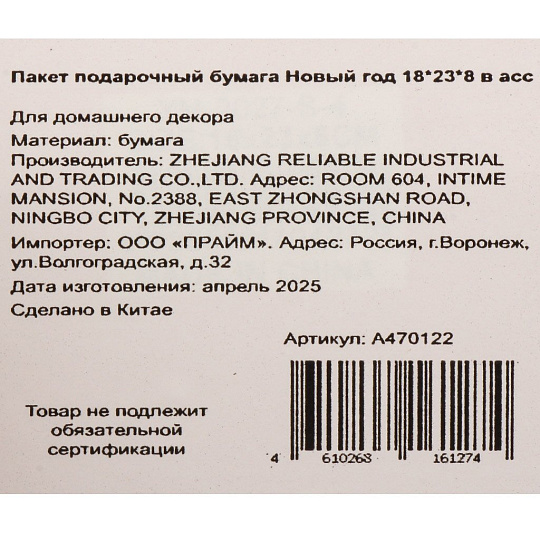 Пакет подарочный бумага Новый год 18*23*8 в асс
Для домашнего декора
Материал: бумага
Производитель: ZHEJIANG RELIABLE INDUSTRIAL
AND TRADING CO.,LTD. Адрес: ROOM 604, INTIME
MANSION, No.2388, EAST ZHONGSHAN ROAD,
NINGBO CITY, ZHEJIANG PROVINCE, CHINA
Импортер: ООО «ПРАЙМ». Адрес: Россия, г.Воронеж,
ул.Волгоградская, д.32
Дата изготовления: апрель 2025
Сделано в Китае
Артикул: А470122
Товар не подлежит
обязательной
сертификации
4 610268 161274